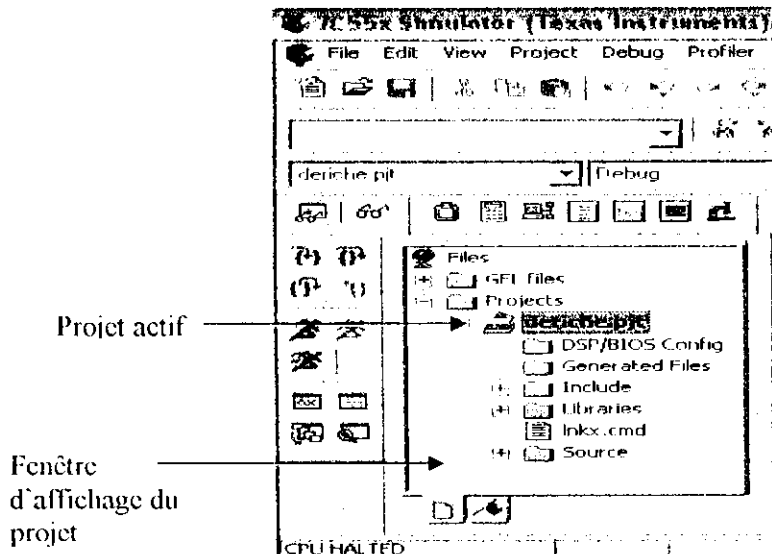 /C55x Simulator (Texas Instruments)
File Edit View Project Debug Profiler
deriche.pjt Debug
Files
GEL files
Projects
Projet actif
deriche.pjt
DSP/BIOS Config
Generated Files
Include
Libraries
lnkx.cmd
Source
Fenêtre
d'affichage du
projet
CPU HALTED